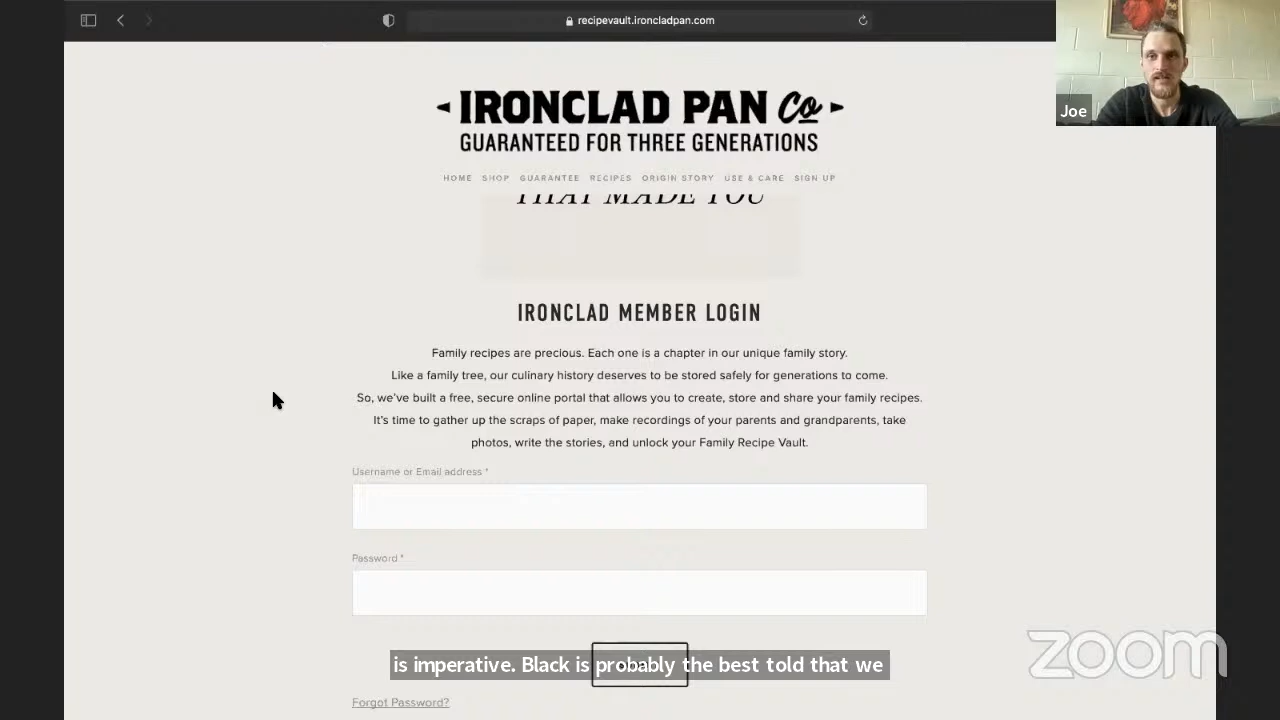 recipevault.ironcladpan.com
Joe
IRONCLAD PAN Co
GUARANTEED FOR THREE GENERATIONS
HOME SHOP GUARANTEE RECIPES ORIGIN STORY USE & CARE SIGN UP
THAT MADE YOU
IRONCLAD MEMBER LOGIN
Family recipes are precious. Each one is a chapter in our unique family story.
Like a family tree, our culinary history deserves to be stored safely for generations to come.
So, we've built a free, secure online portal that allows you to create, store and share your family recipes.
It's time to gather up the scraps of paper, make recordings of your parents and grandparents, take
photos, write the stories, and unlock your Family Recipe Vault.
Username or Email address *
Password *
is imperative. Black is probably the best told that we
zoom
Forgot Password?